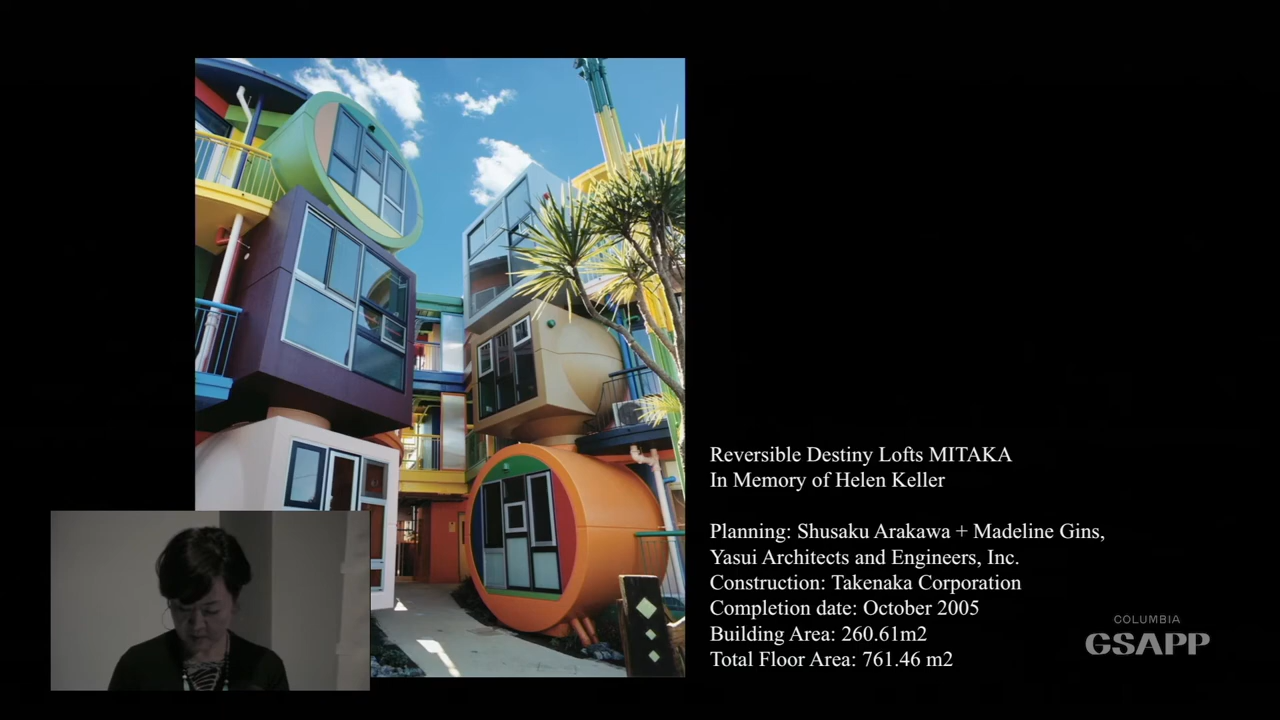 Reversible Destiny Lofts MITAKA
In Memory of Helen Keller
Planning: Shusaku Arakawa + Madeline Gins,
Yasui Architects and Engineers, Inc.
Construction: Takenaka Corporation
Completion date: October 2005
Building Area: 260.61m2
Total Floor Area: 761.46 m2
COLUMBIA
GSAPP